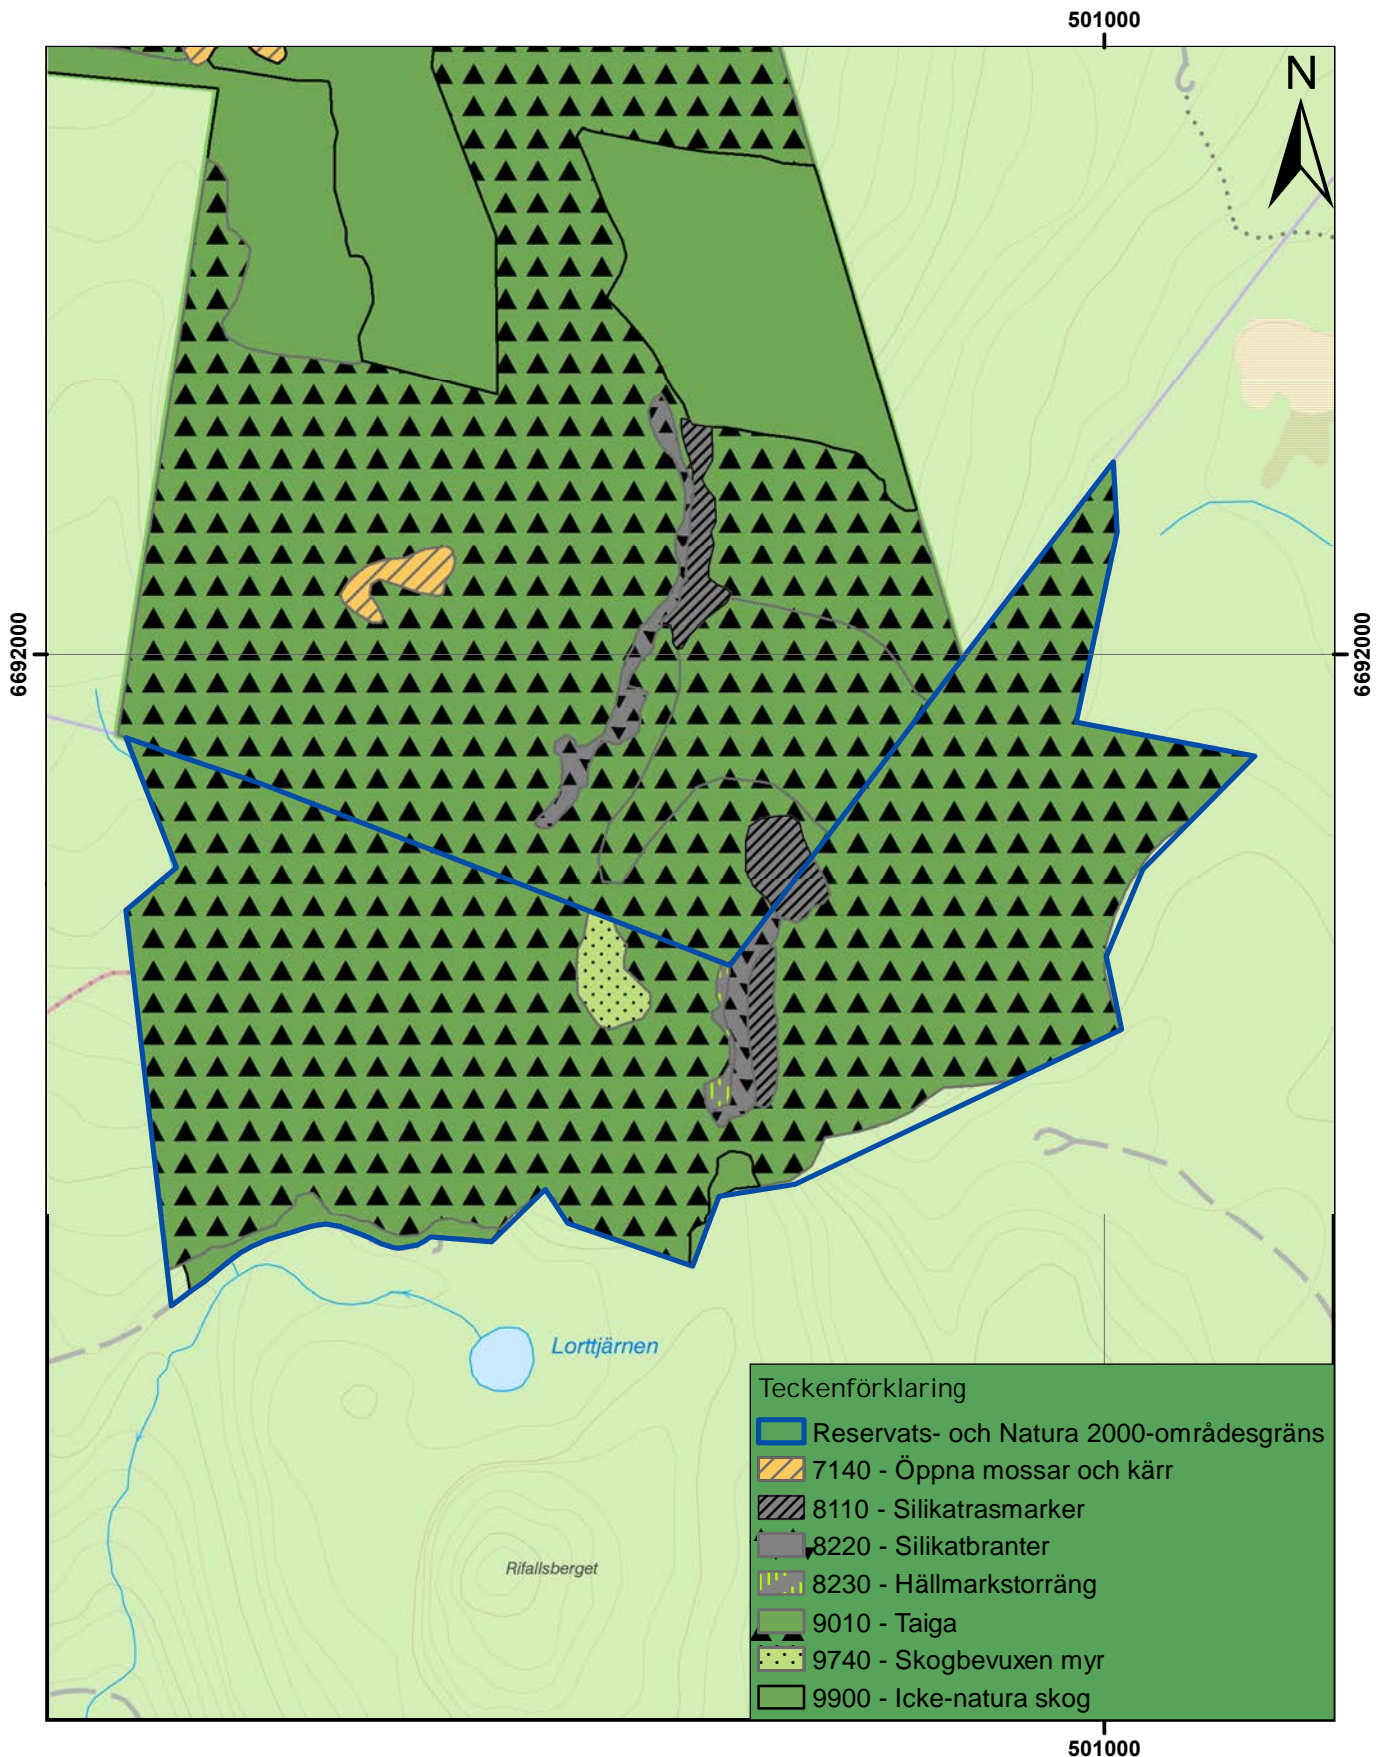 501000
N
6692000
6692000
Lorttjärnen
Rifallsberget
Teckenförklaring
Reservats- och Natura 2000-områdesgräns
7140 - Öppna mossar och kärr
8110 - Silikatrasmarker
8220 - Silikatbranter
8230 - Hällmarkstorräng
9010 - Taiga
9740 - Skogbevuxen myr
9900 - Icke-natura skog
501000